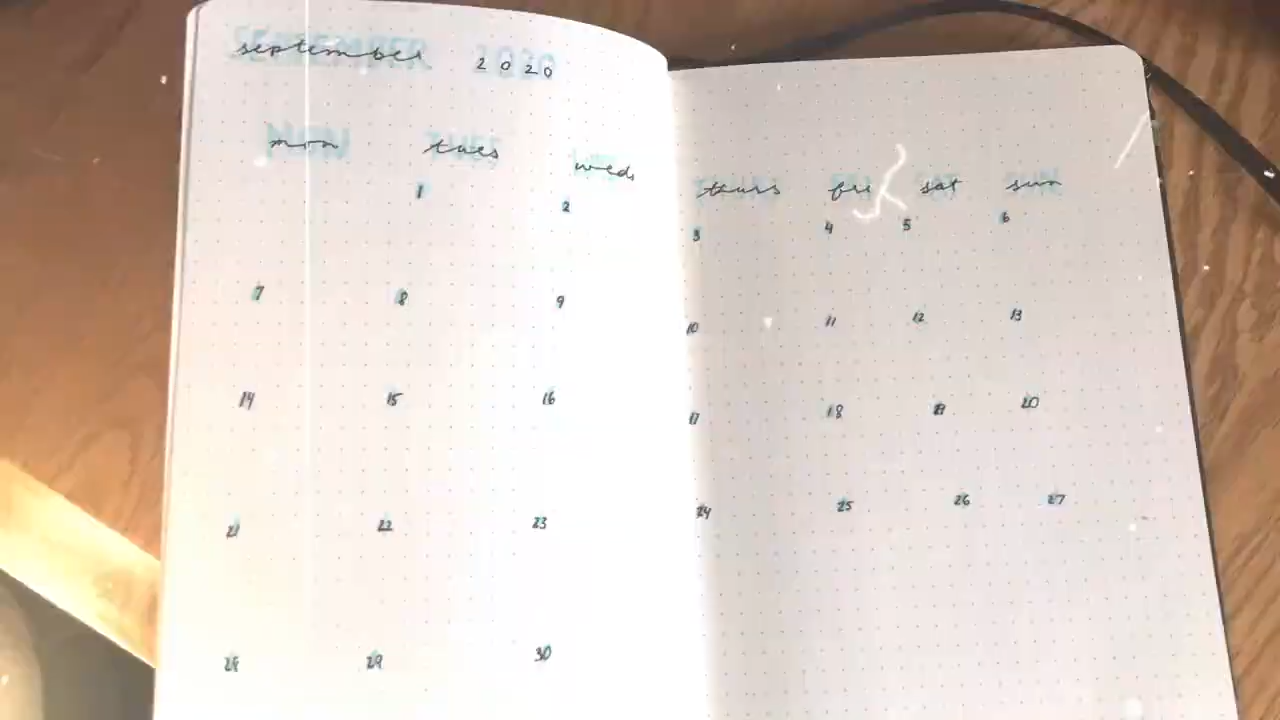 september 2020
mon tues weds thurs fri sat sun
1 2 3 4 5 6
7 8 9 10 11 12 13
14 15 16 17 18 19 20
21 22 23 24 25 26 27
28 29 30